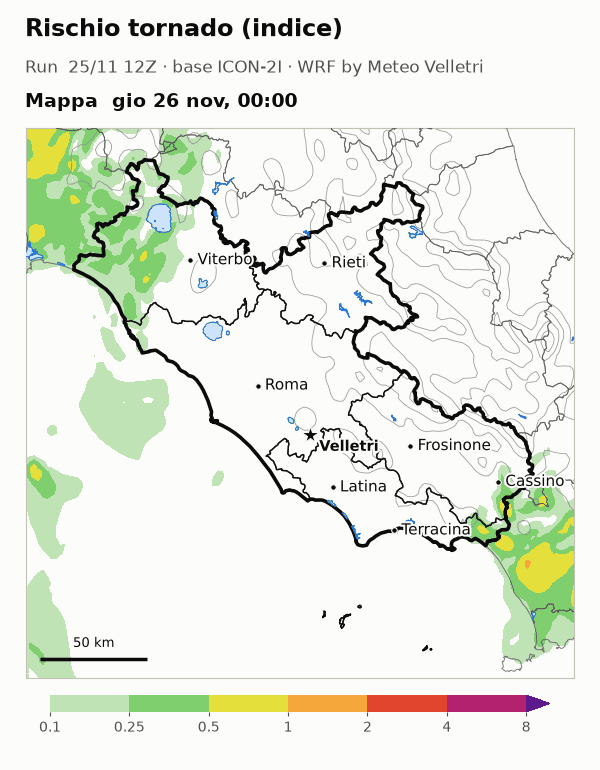 Rischio tornado (indice)
Run  25/11 12Z · base ICON-2I · WRF by Meteo Velletri
Mappa  gio 26 nov, 00:00
Viterbo
Rieti
Roma
Velletri
Frosinone
Cassino
Latina
Terracina
50 km
0.1 0.25 0.5 1 2 4 8